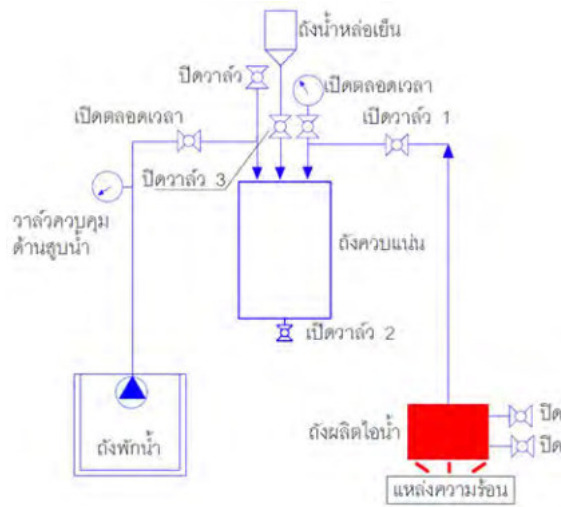 ถังน้ำหล่อเย็น
ปิดวาล์ว
เปิดตลอดเวลา
เปิดตลอดเวลา
เปิดวาล์ว 1
ปิดวาล์ว 3
วาล์วควบคุม
ด้านสูบน้ำ
ถังควบแน่น
เปิดวาล์ว 2
ถังพักน้ำ
ถังผลิตไอน้ำ
ปิด
ปิด
แหล่งความร้อน